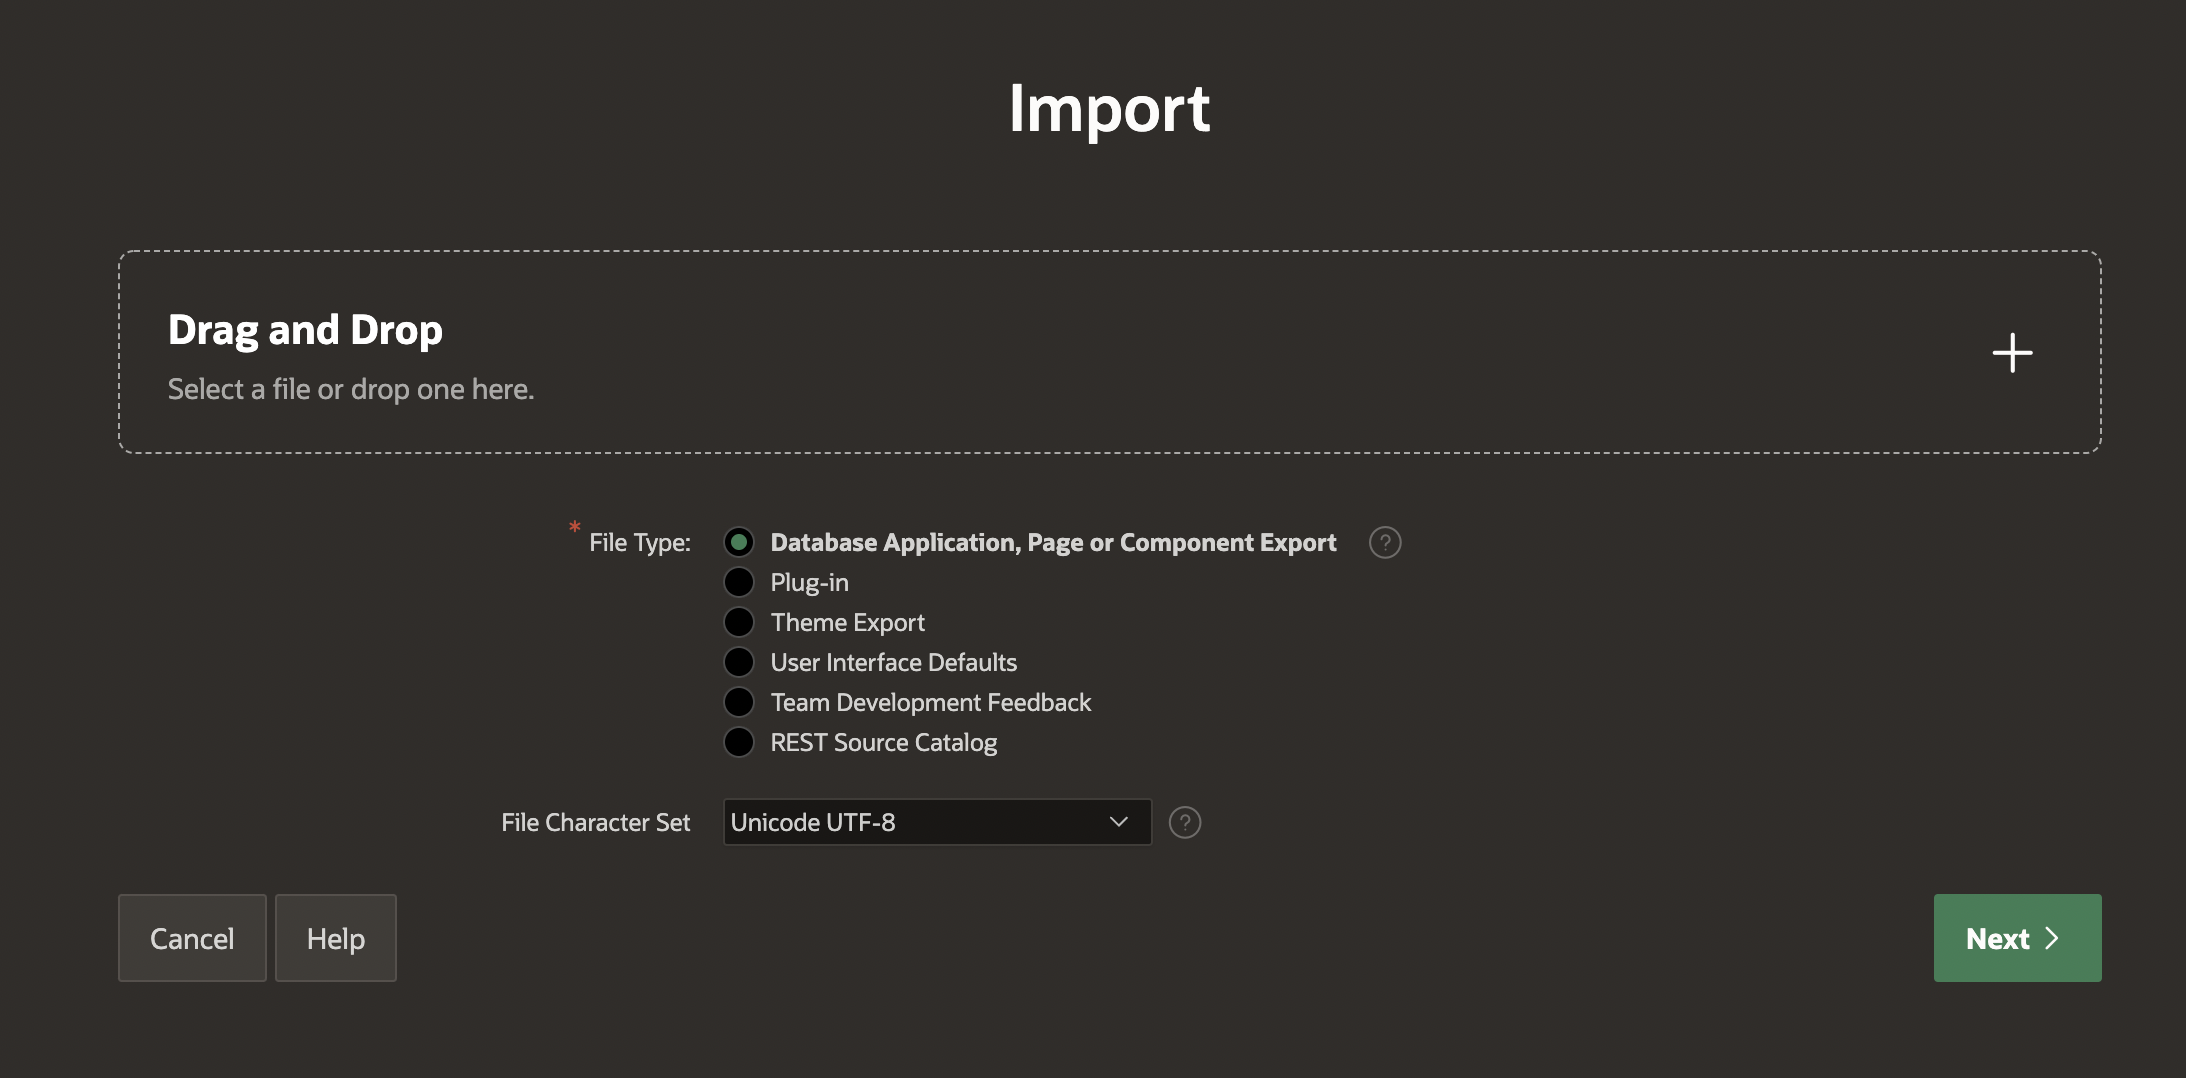 Import
Drag and Drop
Select a file or drop one here.
* File Type:
Database Application, Page or Component Export ?
Plug-in
Theme Export
User Interface Defaults
Team Development Feedback
REST Source Catalog
File Character Set
Unicode UTF-8 ?
Cancel Help Next